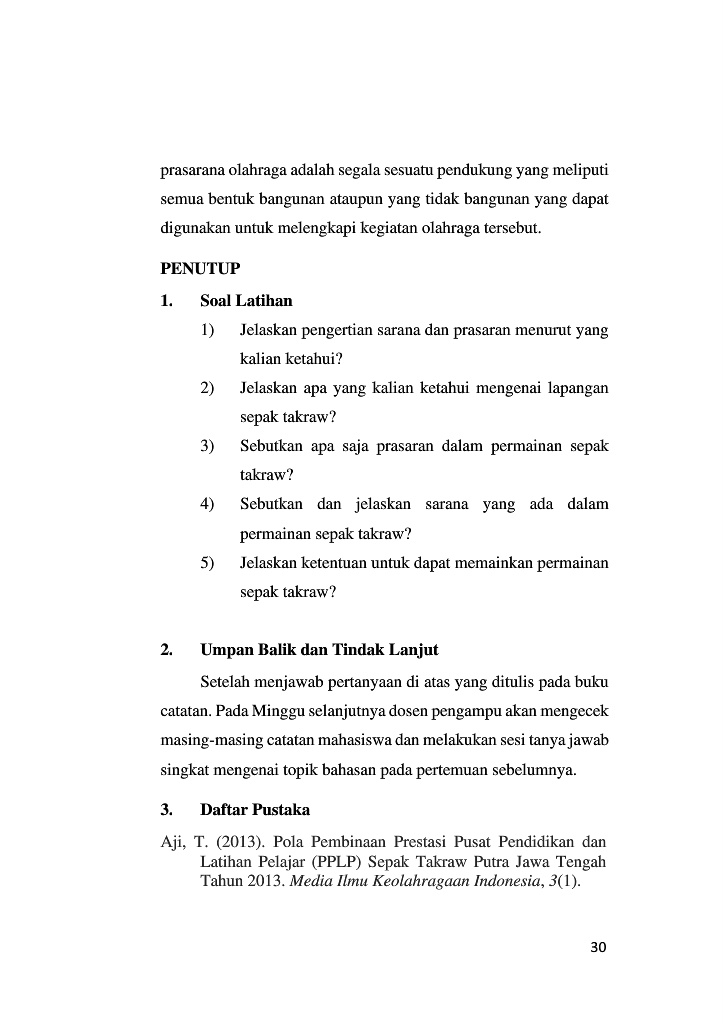 prasarana olahraga adalah segala sesuatu pendukung yang meliputi
semua bentuk bangunan ataupun yang tidak bangunan yang dapat
digunakan untuk melengkapi kegiatan olahraga tersebut.
PENUTUP
1. Soal Latihan
1) Jelaskan pengertian sarana dan prasaran menurut yang
kalian ketahui?
2) Jelaskan apa yang kalian ketahui mengenai lapangan
sepak takraw?
3) Sebutkan apa saja prasaran dalam permainan sepak
takraw?
4) Sebutkan dan jelaskan sarana yang ada dalam
permainan sepak takraw?
5) Jelaskan ketentuan untuk dapat memainkan permainan
sepak takraw?
2. Umpan Balik dan Tindak Lanjut
Setelah menjawab pertanyaan di atas yang ditulis pada buku
catatan. Pada Minggu selanjutnya dosen pengampu akan mengecek
masing-masing catatan mahasiswa dan melakukan sesi tanya jawab
singkat mengenai topik bahasan pada pertemuan sebelumnya.
3. Daftar Pustaka
Aji, T. (2013). Pola Pembinaan Prestasi Pusat Pendidikan dan
Latihan Pelajar (PPLP) Sepak Takraw Putra Jawa Tengah
Tahun 2013. Media Ilmu Keolahragaan Indonesia, 3(1).
30